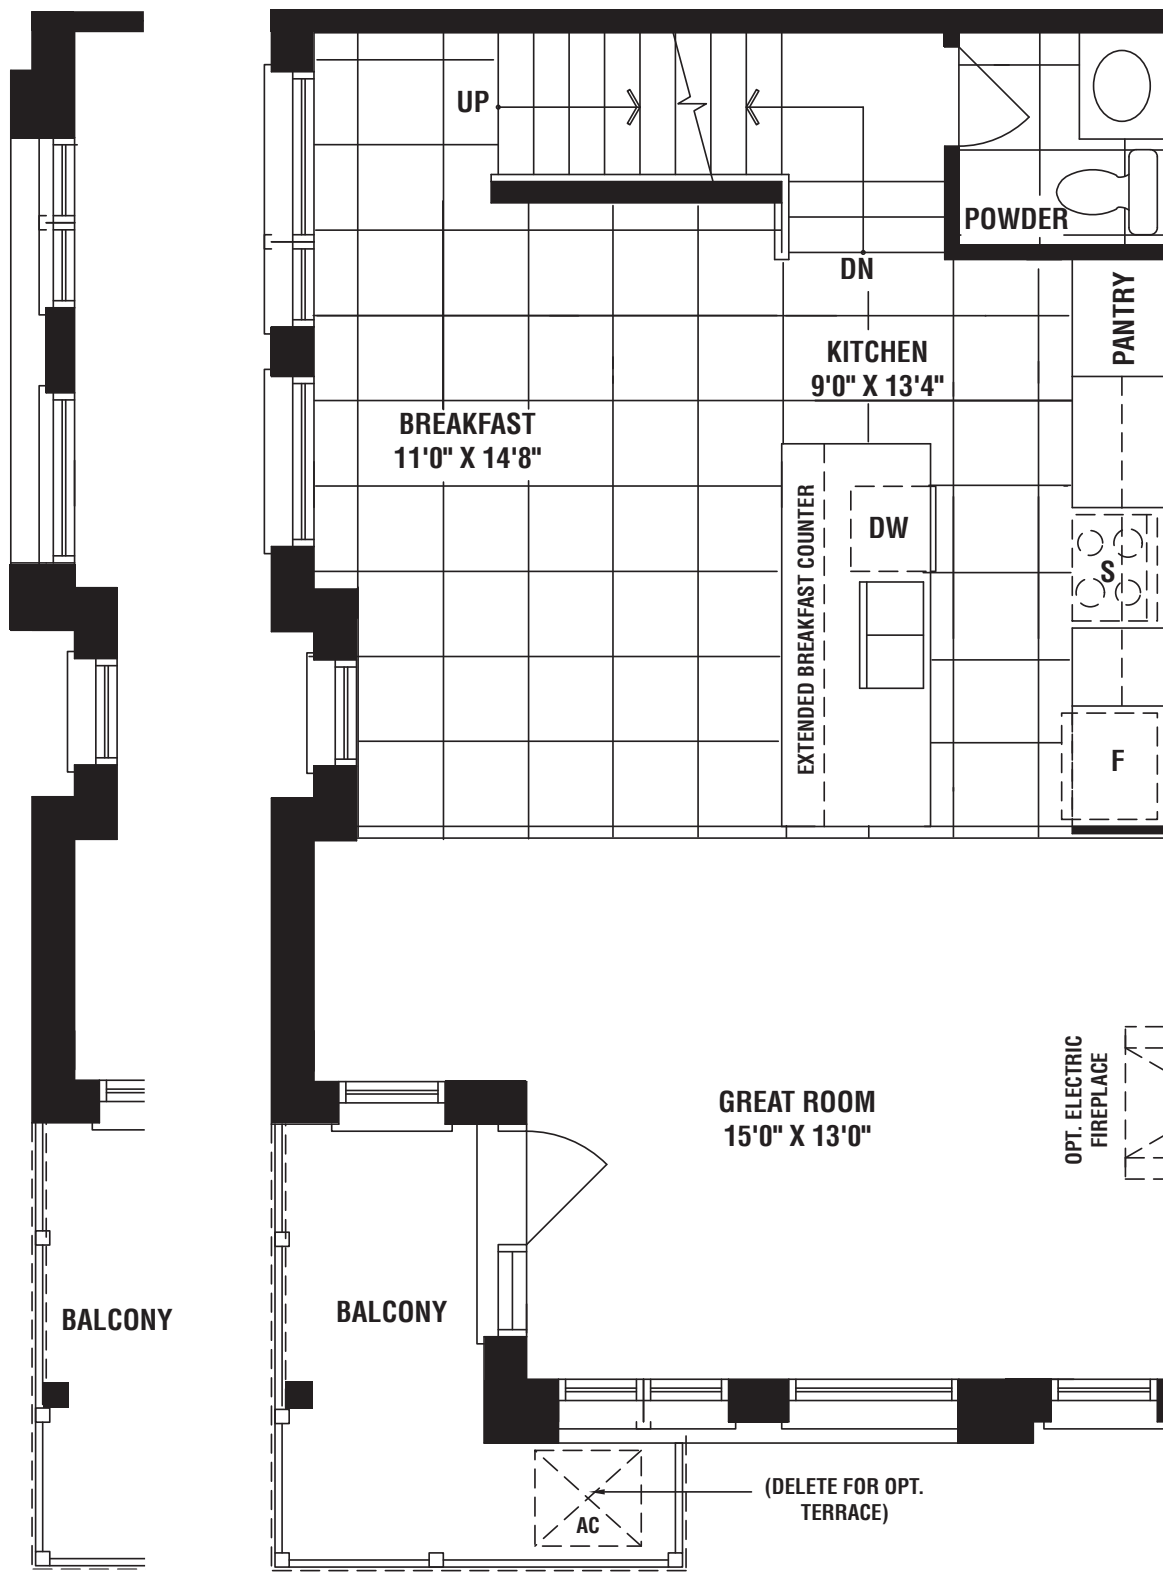 UP
POWDER
DN
PANTRY
KITCHEN
9'0" X 13'4"
BREAKFAST
11'0" X 14'8"
EXTENDED BREAKFAST COUNTER
DW
S
F
GREAT ROOM
15'0" X 13'0"
OPT. ELECTRIC
FIREPLACE
BALCONY
BALCONY
(DELETE FOR OPT.
TERRACE)
AC